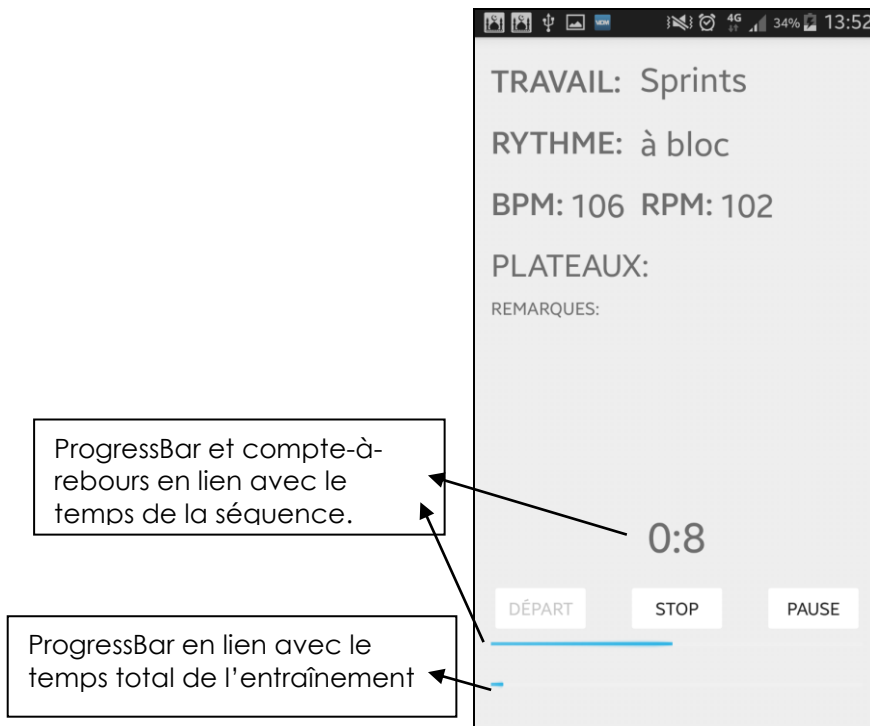 4G 34% 13:52
TRAVAIL: Sprints
RYTHME: à bloc
BPM: 106 RPM: 102
PLATEAUX:
REMARQUES:
ProgressBar et compte-à-
rebours en lien avec le
temps de la séquence.
0:8
DÉPART STOP PAUSE
ProgressBar en lien avec le
temps total de l’entraînement